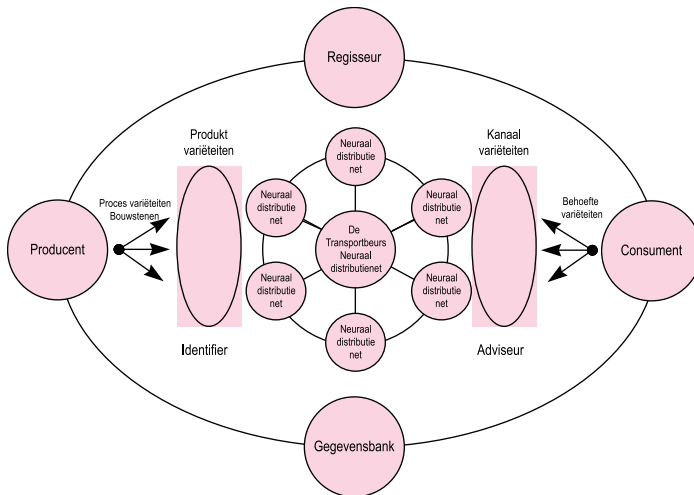 Regisseur
Produkt
variëteiten
Kanaal
variëteiten
Neuraal
distributie
net
Neuraal
distributie
net
Neuraal
distributie
net
Proces variëteiten
Bouwstenen
Behoefte
variëteiten
Producent
De
Transportbeurs
Neuraal
distributienet
Consument
Neuraal
distributie
net
Neuraal
distributie
net
Neuraal
distributie
net
Identifier
Adviseur
Gegevensbank